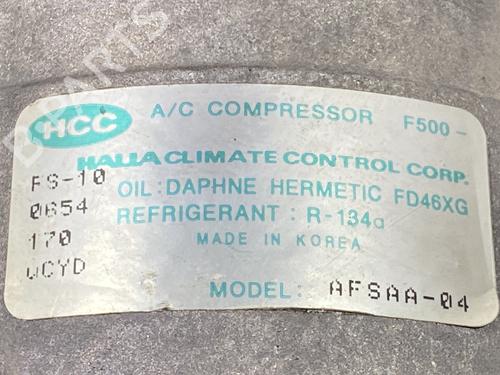 HCC
A/C COMPRESSOR F500-
HALLA CLIMATE CONTROL CORP.
FS-10
OIL: DAPHNE HERMETIC FD46XG
0654
REFRIGERANT : R-134a
170
MADE IN KOREA
WCYD
MODEL: AFSAA-04
B-PARTS